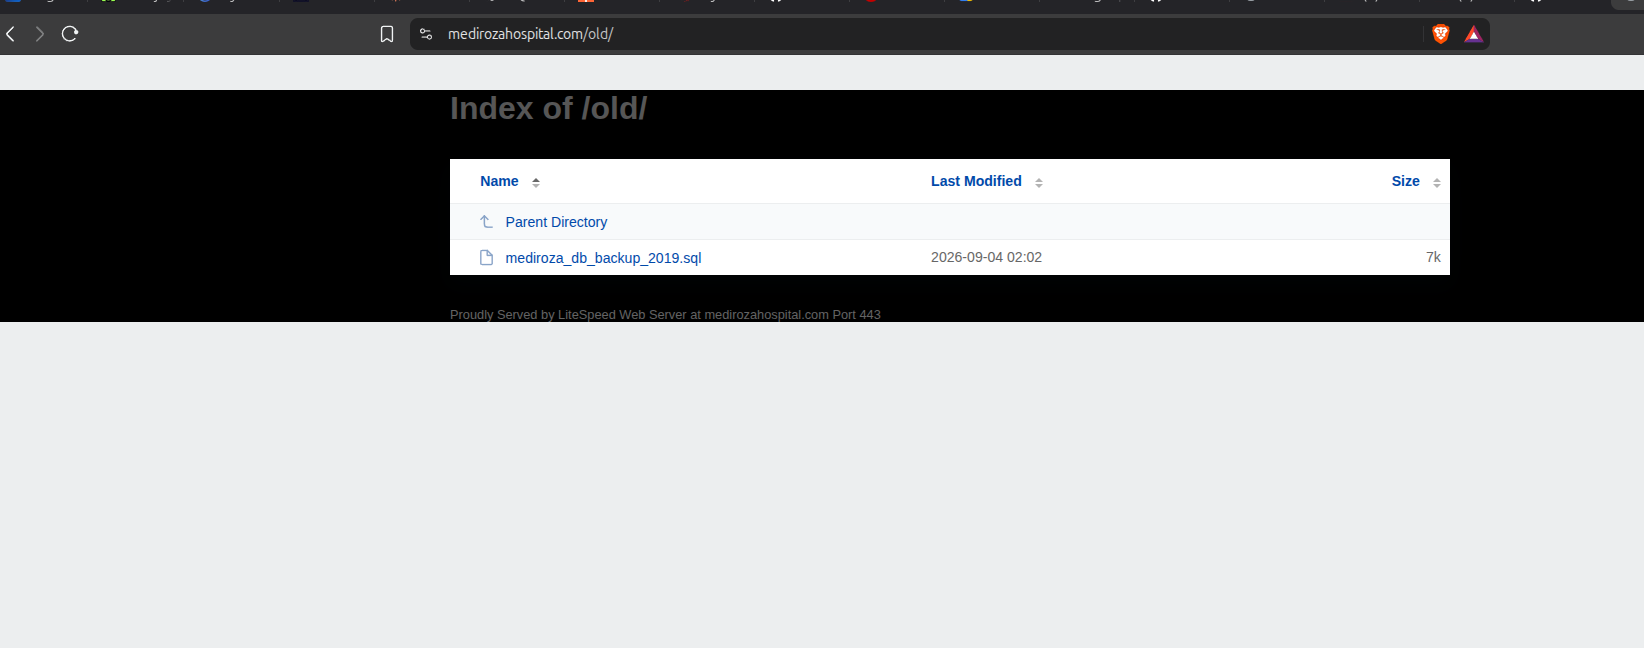 medirozahospital.com/old/
Index of /old/
Name Last Modified Size
Parent Directory
mediroza_db_backup_2019.sql 2026-09-04 02:02 7k
Proudly Served by LiteSpeed Web Server at medirozahospital.com Port 443